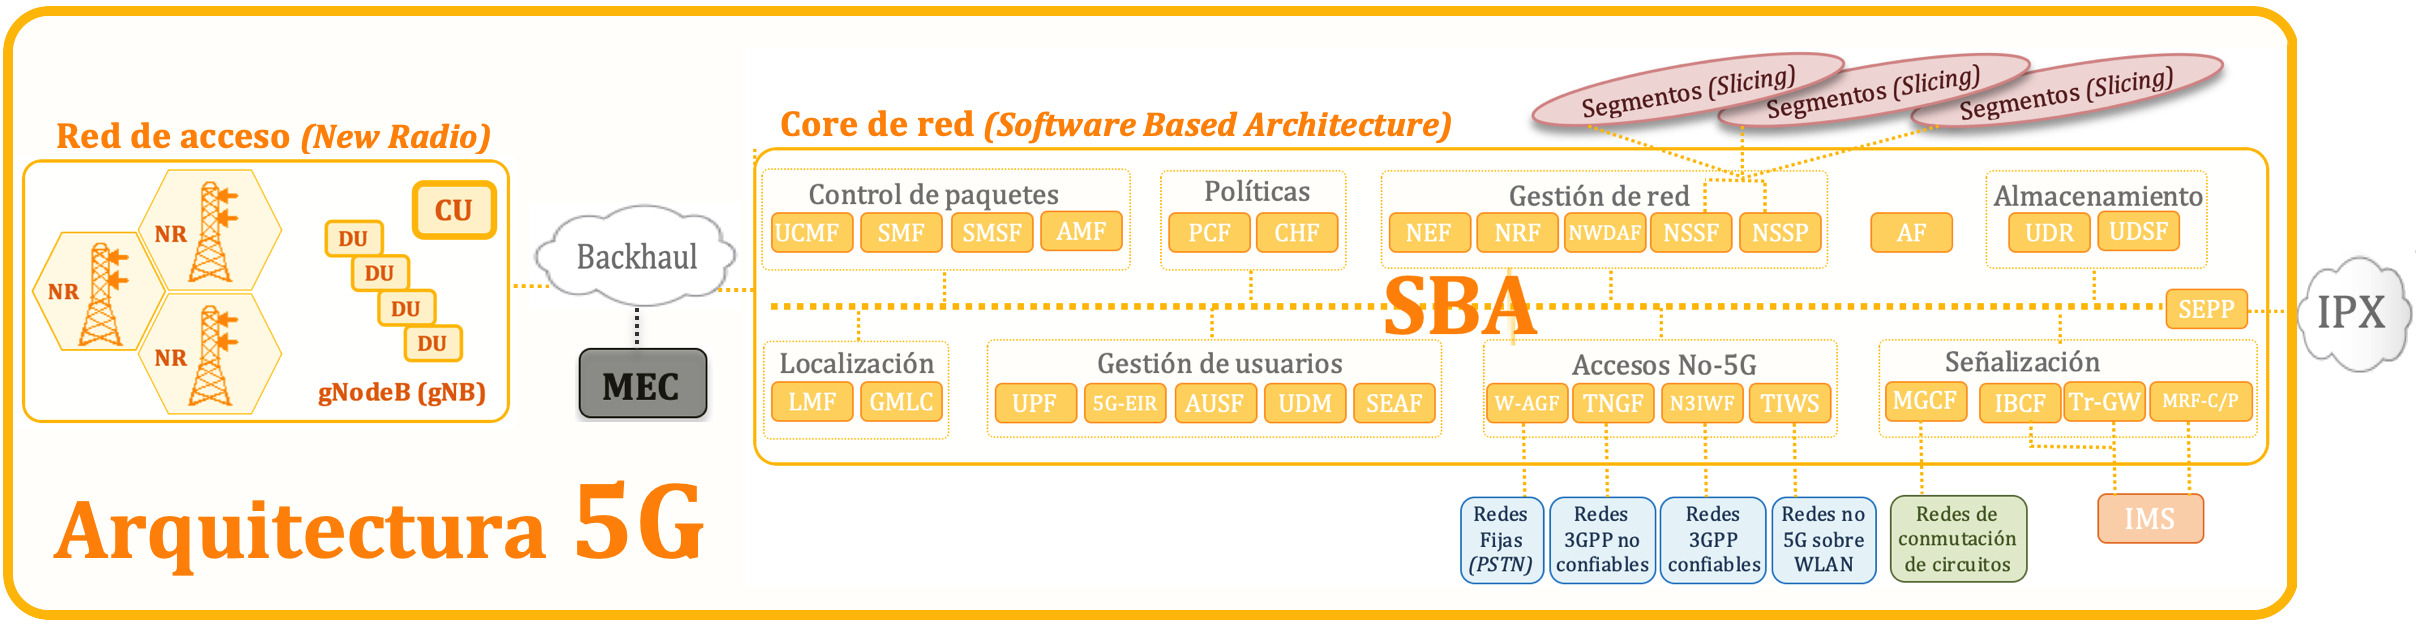 Segmentos (Slicing)
Segmentos (Slicing)
Segmentos (Slicing)
Red de acceso (New Radio)
Core de red (Software Based Architecture)
NR
NR
NR
CU
DU
DU
DU
DU
gNodeB (gNB)
Backhaul
MEC
Control de paquetes
UCMF SMF SMSF AMF
Políticas
PCF CHF
Gestión de red
NEF NRF NWDAF NSSF NSSP
AF
Almacenamiento
UDR UDSF
SBA
SEPP
IPX
Localización
LMF GMLC
Gestión de usuarios
UPF 5G-EIR AUSF UDM SEAF
Accesos No-5G
W-AGF TNGF N3IWF TIWS
Señalización
MGCF IBCF Tr-GW MRF-C/P
Redes
Fijas
(PSTN)
Redes
3GPP no
confiables
Redes
3GPP
confiables
Redes no
5G sobre
WLAN
Redes de
conmutación
de circuitos
IMS
Arquitectura 5G